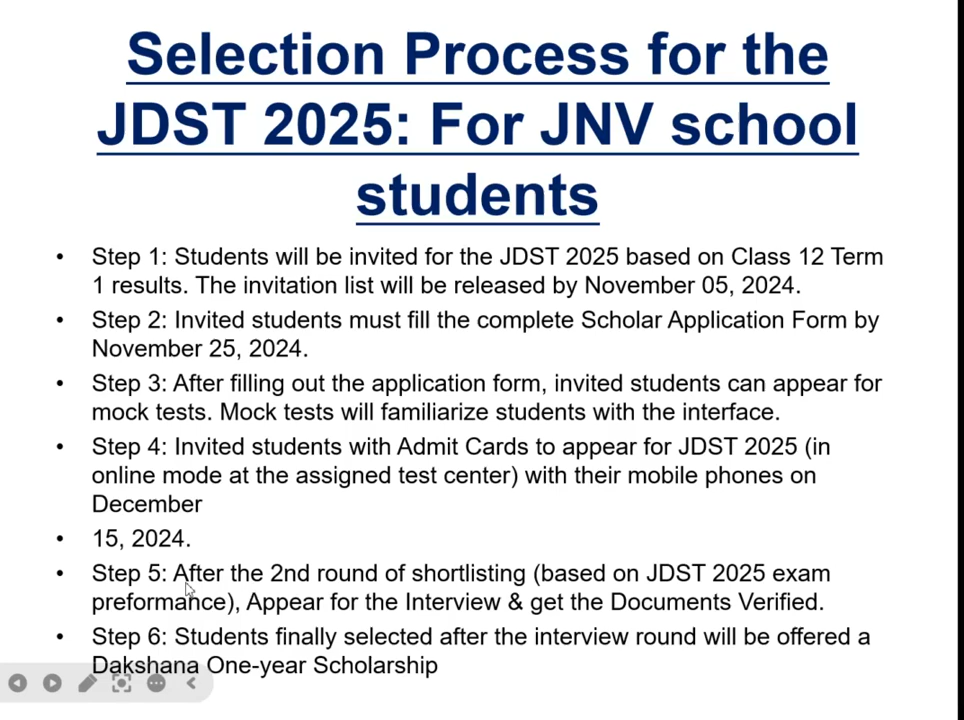 Selection Process for the
JDST 2025: For JNV school
students
• Step 1: Students will be invited for the JDST 2025 based on Class 12 Term
1 results. The invitation list will be released by November 05, 2024.
• Step 2: Invited students must fill the complete Scholar Application Form by
November 25, 2024.
• Step 3: After filling out the application form, invited students can appear for
mock tests. Mock tests will familiarize students with the interface.
• Step 4: Invited students with Admit Cards to appear for JDST 2025 (in
online mode at the assigned test center) with their mobile phones on
December
• 15, 2024.
• Step 5: After the 2nd round of shortlisting (based on JDST 2025 exam
preformance), Appear for the Interview & get the Documents Verified.
• Step 6: Students finally selected after the interview round will be offered a
Dakshana One-year Scholarship